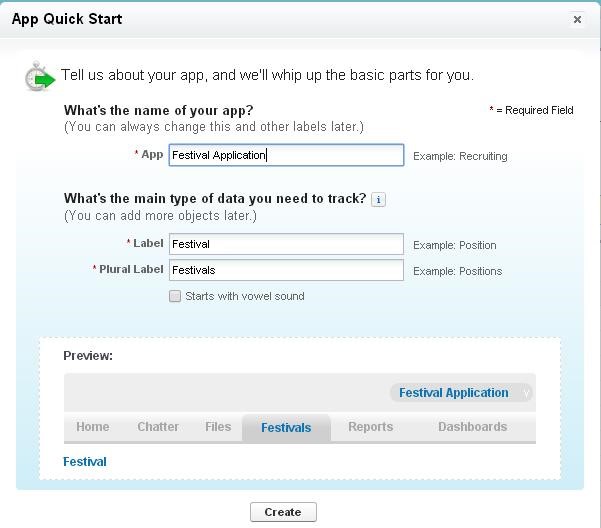 App Quick Start
Tell us about your app, and we'll whip up the basic parts for you.
What's the name of your app?
* = Required Field
(You can always change this and other labels later.)
* App Festival Application Example: Recruiting
What's the main type of data you need to track? i
(You can add more objects later.)
* Label Festival Example: Position
* Plural Label Festivals Example: Positions
Starts with vowel sound
Preview:
Festival Application
Home Chatter Files Festivals Reports Dashboards
Festival
Create